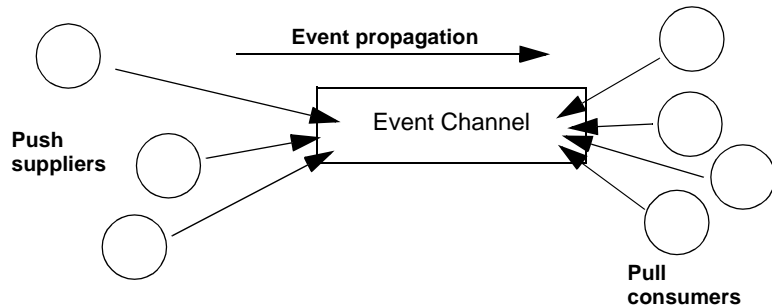 Event propagation
Event Channel
Push
suppliers
Pull
consumers